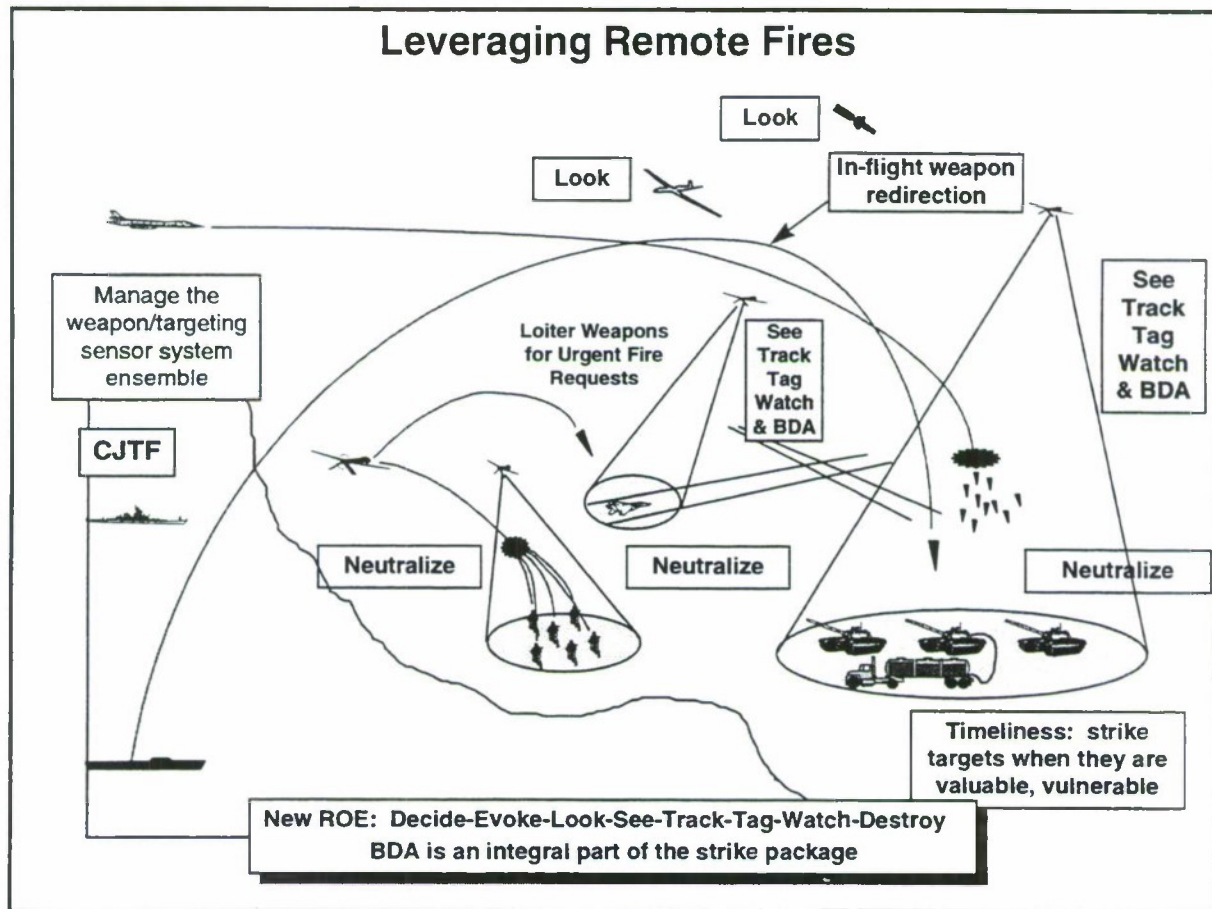 Leveraging Remote Fires
Look
Look
In-flight weapon
redirection
Manage the
weapon/targeting
sensor system
ensemble
Loiter Weapons
for Urgent Fire
Requests
See
Track
Tag
Watch
& BDA
See
Track
Tag
Watch
& BDA
CJTF
Neutralize
Neutralize
Neutralize
Timeliness: strike
targets when they are
valuable, vulnerable
New ROE: Decide-Evoke-Look-See-Track-Tag-Watch-Destroy
BDA is an integral part of the strike package